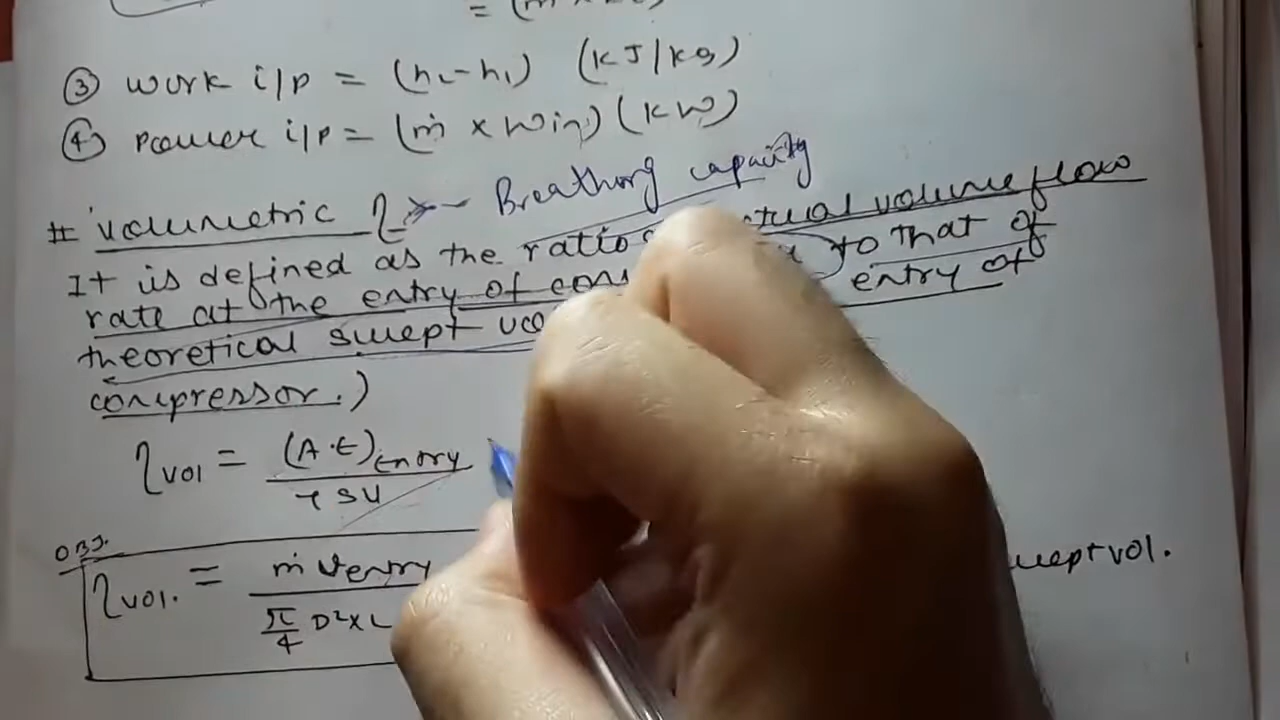 = (ṁ ×
③ work i/p = (h₂-h₁) (kJ/kg)
④ power i/p = (ṁ × win) (kW)
# volumetric η → Breathing capacity
It is defined as the ratio actual volume flow
rate at the entry of to that of
theoretical swept entry of
compressor.)
ηvol = (A.E)entry / TSV
OBJ.
ηvol. = ṁ ventry / π/4 D²×L swept vol.